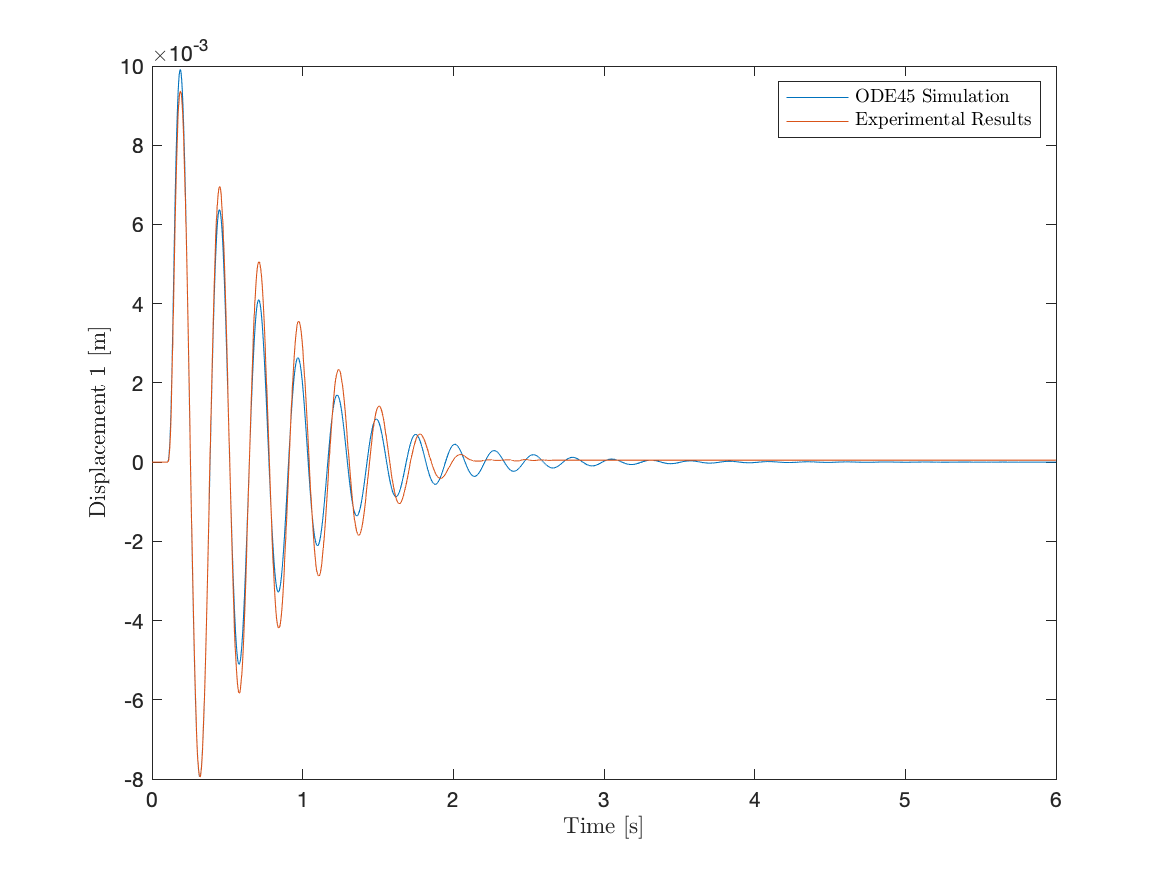 ×10-3
10
8
6
4
2
0
-2
-4
-6
-8
Displacement 1 [m]
ODE45 Simulation
Experimental Results
0 1 2 3 4 5 6
Time [s]